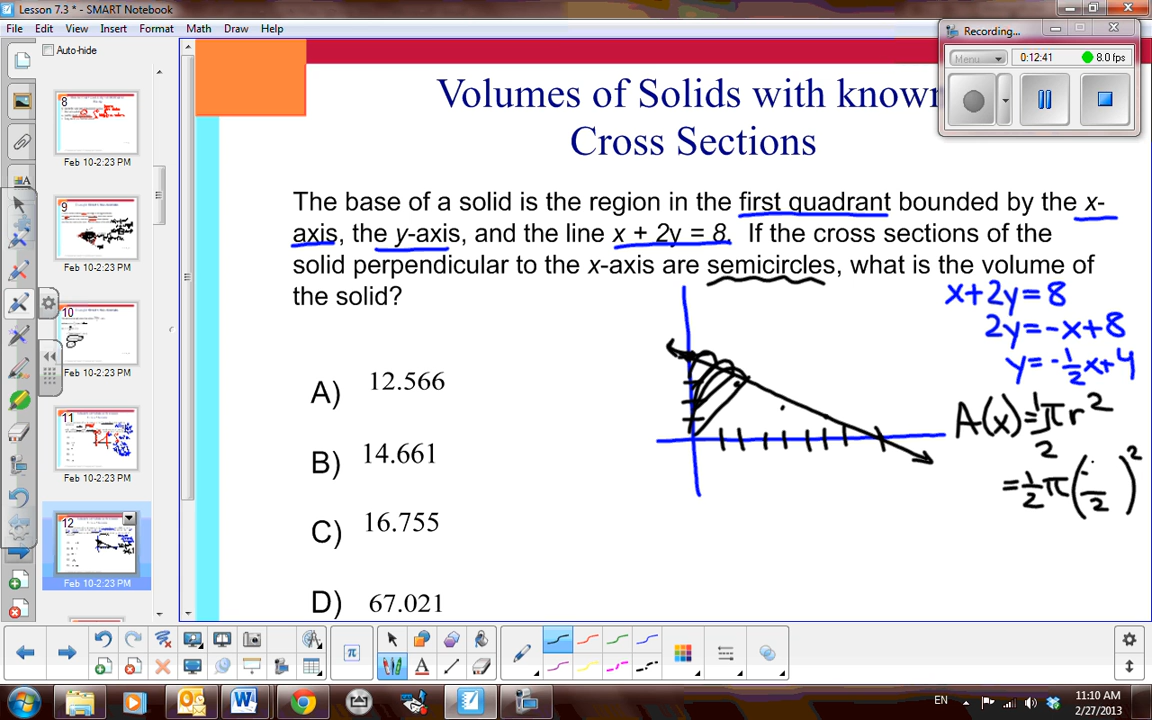 Lesson 7.3 * - SMART Notebook
File Edit View Insert Format Math Draw Help
Auto-hide
Recording...
Menu
0:12:41
8.0 fps
8
Feb 10-2:23 PM
9
Feb 10-2:23 PM
10
Feb 10-2:23 PM
11
Feb 10-2:23 PM
12
Feb 10-2:23 PM
Volumes of Solids with known
Cross Sections
The base of a solid is the region in the first quadrant bounded by the x-
axis, the y-axis, and the line x + 2y = 8. If the cross sections of the
solid perpendicular to the x-axis are semicircles, what is the volume of
the solid?
x+2y=8
2y=-x+8
y=-1/2x+4
A(x)=1/2πr²
=1/2π( /2)²
A) 12.566
B) 14.661
C) 16.755
D) 67.021
EN
11:10 AM
2/27/2013